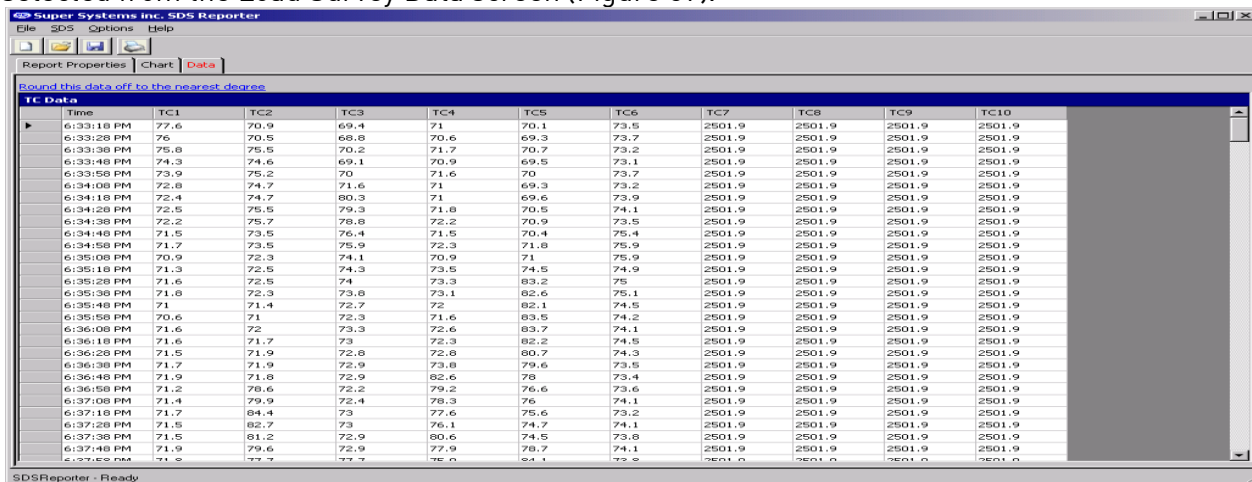 selected from the Load Survey Data screen (Figure 67).
Super Systems inc. SDS Reporter
File SDS Options Help
Report Properties Chart Data
Round this data off to the nearest degree
TC Data
Time TC1 TC2 TC3 TC4 TC5 TC6 TC7 TC8 TC9 TC10
6:33:18 PM 77.6 70.9 69.4 71 70.1 73.5 2501.9 2501.9 2501.9 2501.9
6:33:28 PM 76 70.5 68.8 70.6 69.3 73.7 2501.9 2501.9 2501.9 2501.9
6:33:38 PM 75.8 75.5 70.2 71.7 70.7 73.2 2501.9 2501.9 2501.9 2501.9
6:33:48 PM 74.3 74.6 69.1 70.9 69.5 73.1 2501.9 2501.9 2501.9 2501.9
6:33:58 PM 73.9 75.2 70 71.6 70 73.7 2501.9 2501.9 2501.9 2501.9
6:34:08 PM 72.8 74.7 71.6 71 69.3 73.2 2501.9 2501.9 2501.9 2501.9
6:34:18 PM 72.4 74.7 80.3 71 69.6 73.9 2501.9 2501.9 2501.9 2501.9
6:34:28 PM 72.5 75.5 79.3 71.8 70.5 74.1 2501.9 2501.9 2501.9 2501.9
6:34:38 PM 72.2 75.7 78.8 72.2 70.9 73.5 2501.9 2501.9 2501.9 2501.9
6:34:48 PM 71.5 73.5 76.4 71.5 70.4 75.4 2501.9 2501.9 2501.9 2501.9
6:34:58 PM 71.7 73.5 75.9 72.3 71.8 75.9 2501.9 2501.9 2501.9 2501.9
6:35:08 PM 70.9 72.3 74.1 70.9 71 75.9 2501.9 2501.9 2501.9 2501.9
6:35:18 PM 71.3 72.5 74.3 73.5 74.5 74.9 2501.9 2501.9 2501.9 2501.9
6:35:28 PM 71.6 72.5 74 73.3 83.2 75 2501.9 2501.9 2501.9 2501.9
6:35:38 PM 71.8 72.3 73.8 73.1 82.6 75.1 2501.9 2501.9 2501.9 2501.9
6:35:48 PM 71 71.4 72.7 72 82.1 74.5 2501.9 2501.9 2501.9 2501.9
6:35:58 PM 70.6 71 72.3 71.6 83.5 74.2 2501.9 2501.9 2501.9 2501.9
6:36:08 PM 71.6 72 73.3 72.6 83.7 74.1 2501.9 2501.9 2501.9 2501.9
6:36:18 PM 71.6 71.7 73 72.3 82.2 74.5 2501.9 2501.9 2501.9 2501.9
6:36:28 PM 71.5 71.9 72.8 72.8 80.7 74.3 2501.9 2501.9 2501.9 2501.9
6:36:38 PM 71.7 71.9 72.9 73.8 79.6 73.5 2501.9 2501.9 2501.9 2501.9
6:36:48 PM 71.9 71.8 72.9 82.6 78 73.4 2501.9 2501.9 2501.9 2501.9
6:36:58 PM 71.2 78.6 72.2 79.2 76.6 73.6 2501.9 2501.9 2501.9 2501.9
6:37:08 PM 71.4 79.9 72.4 78.3 76 74.1 2501.9 2501.9 2501.9 2501.9
6:37:18 PM 71.7 84.4 73 77.6 75.6 73.2 2501.9 2501.9 2501.9 2501.9
6:37:28 PM 71.5 82.7 73 76.1 74.7 74.1 2501.9 2501.9 2501.9 2501.9
6:37:38 PM 71.5 81.2 72.9 80.6 74.5 73.8 2501.9 2501.9 2501.9 2501.9
6:37:48 PM 71.9 79.6 72.9 77.9 78.7 74.1 2501.9 2501.9 2501.9 2501.9
SDSReporter - Ready